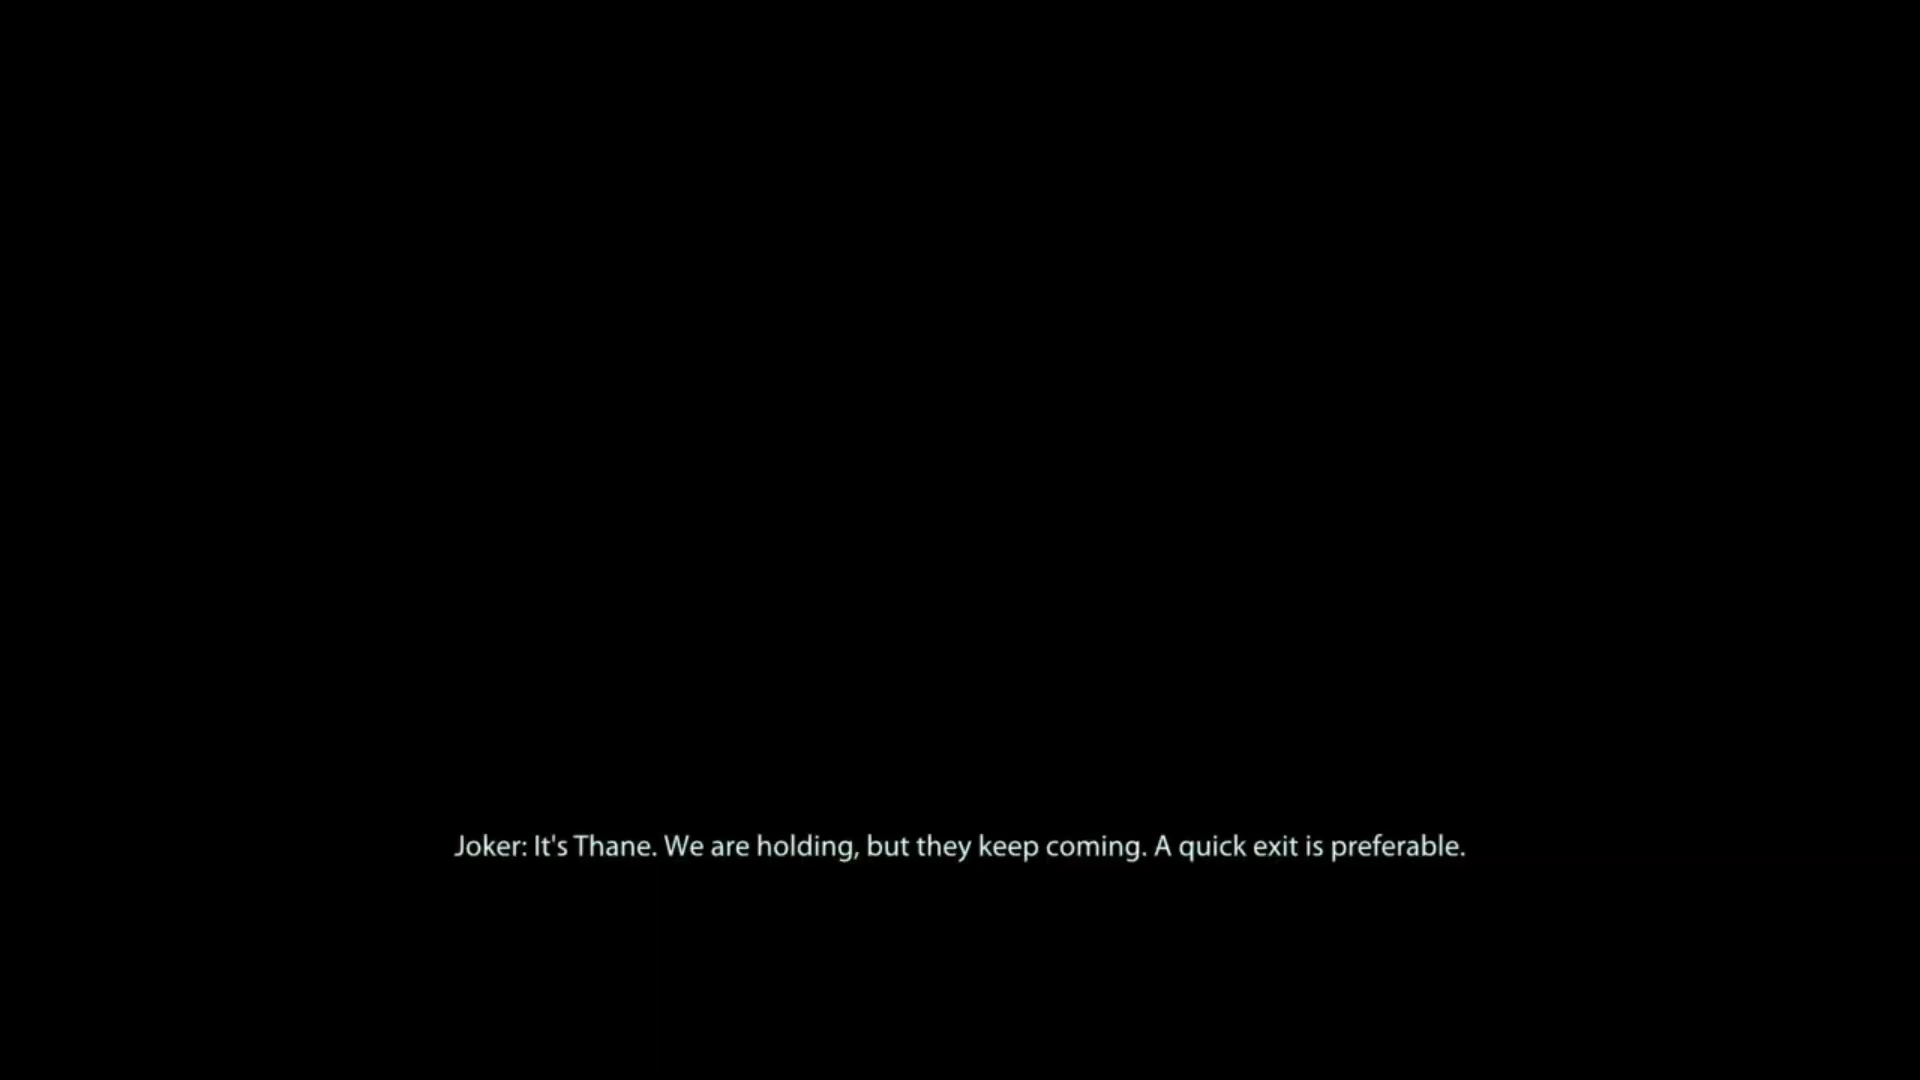 Joker: It's Thane. We are holding, but they keep coming. A quick exit is preferable.